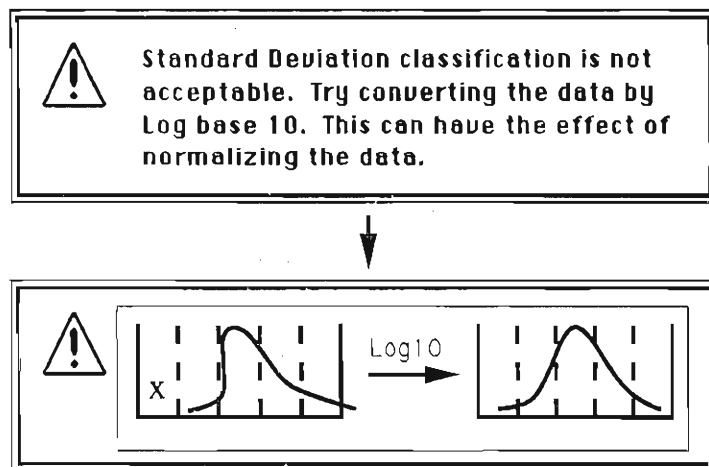 Standard Deviation classification is not
acceptable. Try converting the data by
Log base 10. This can have the effect of
normalizing the data.
X
Log10